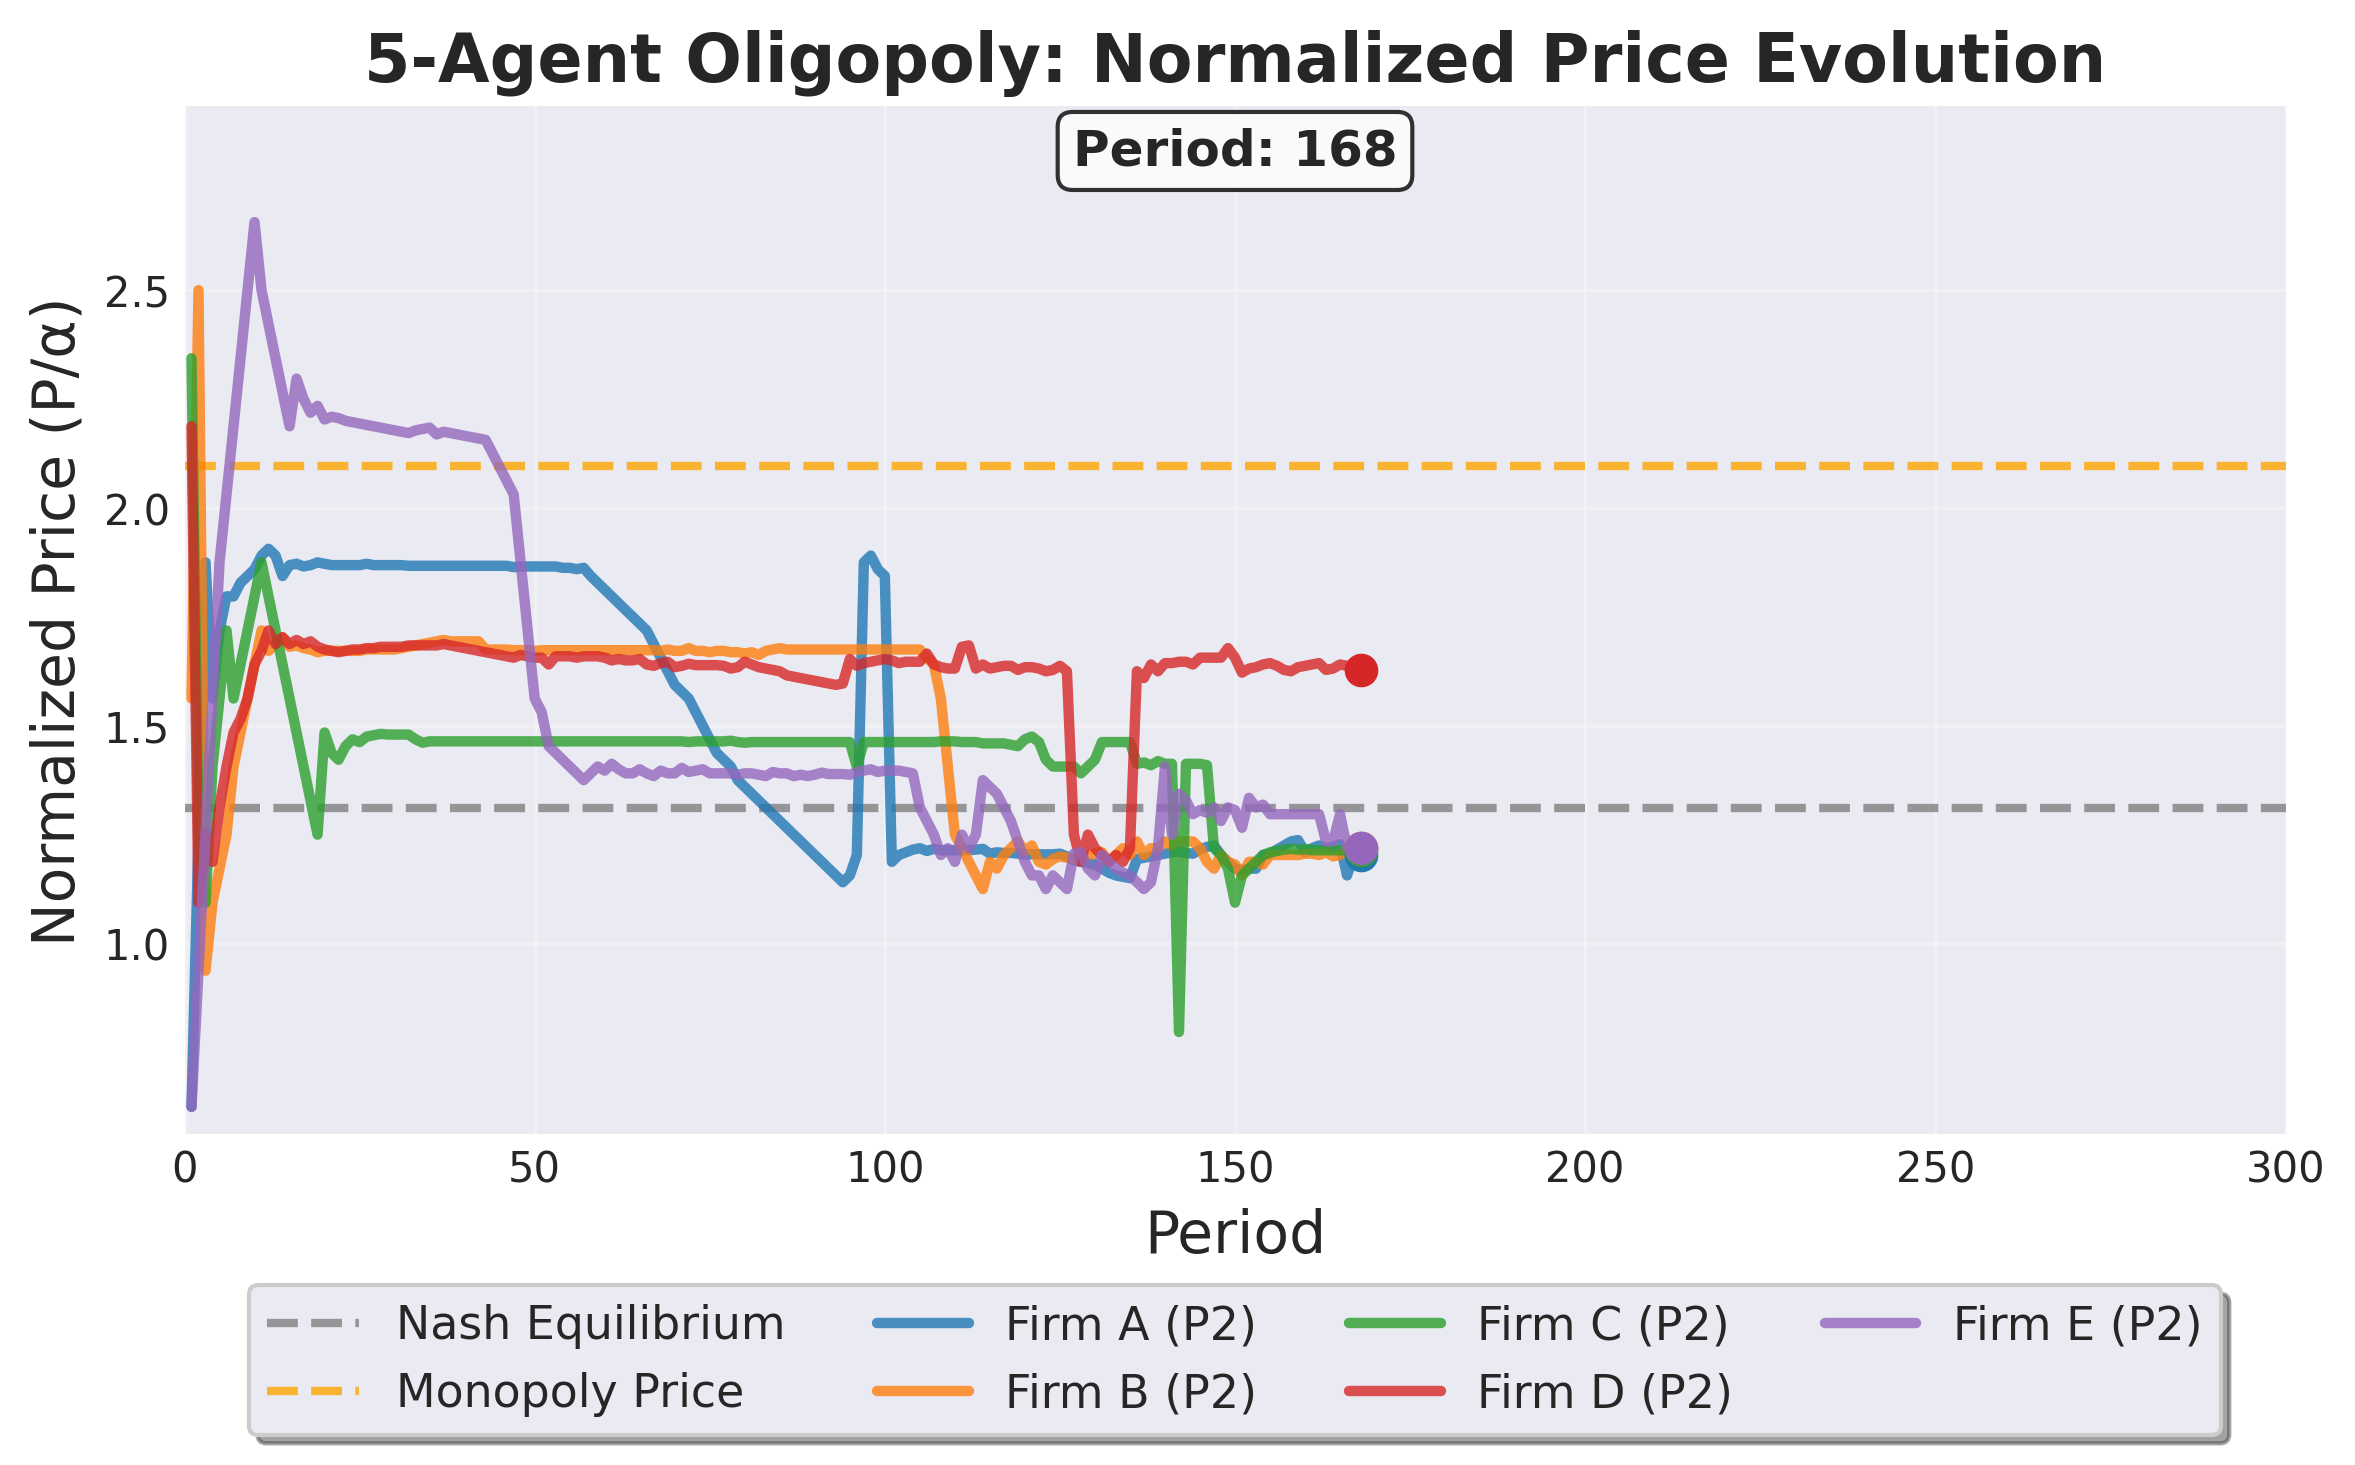 5-Agent Oligopoly: Normalized Price Evolution
Period: 168
Normalized Price (P/α)
2.5
2.0
1.5
1.0
0
50
100
150
200
250
300
Period
Nash Equilibrium
Monopoly Price
Firm A (P2)
Firm B (P2)
Firm C (P2)
Firm D (P2)
Firm E (P2)